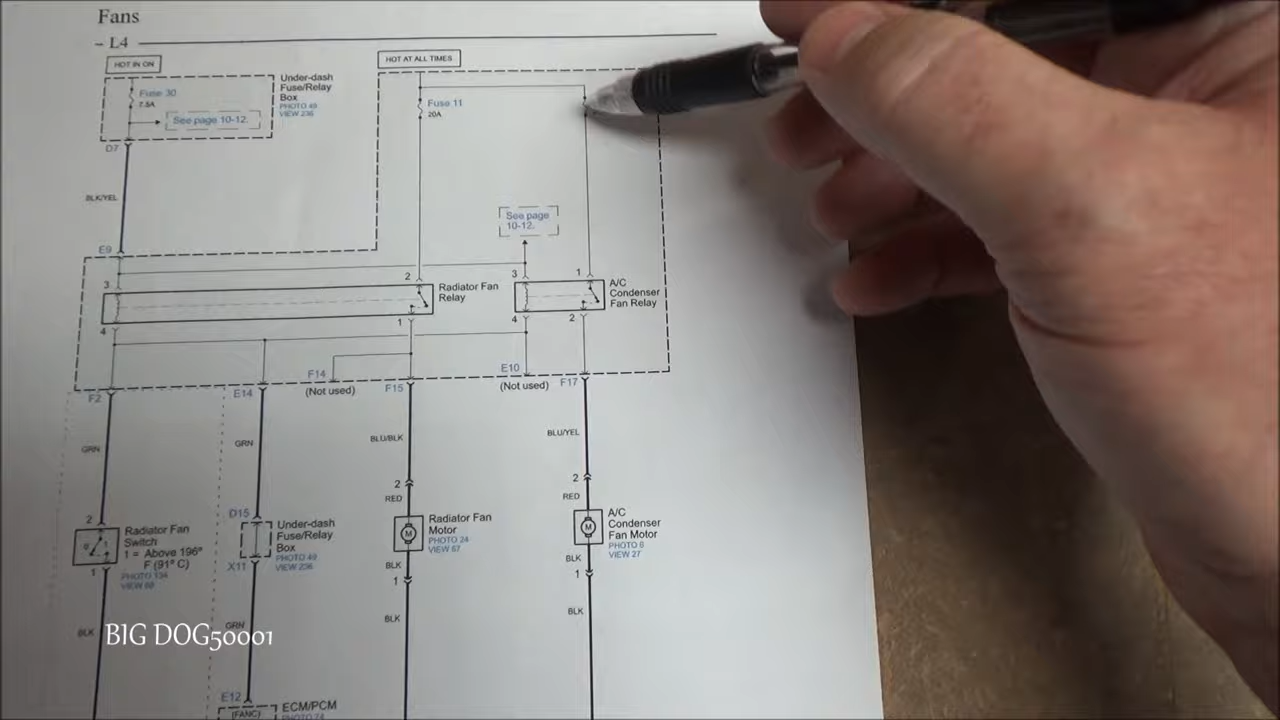 Fans
L4
HOT IN ON
HOT AT ALL TIMES
Fuse 30
7.5A
See page 10-12.
Under-dash
Fuse/Relay
Box
PHOTO 49
VIEW 236
Fuse 11
20A
D7
BLK/YEL
E9
See page
10-12.
3
2
Radiator Fan
Relay
3
1
A/C
Condenser
Fan Relay
4
1
4
2
F2
E14
F14
(Not used)
F15
E10
(Not used)
F17
GRN
GRN
BLU/BLK
BLU/YEL
2
RED
2
RED
2
Radiator Fan
Switch
1 = Above 196°
F (91° C)
PHOTO 134
1
D15
Under-dash
Fuse/Relay
Box
PHOTO 49
VIEW 236
X11
M
Radiator Fan
Motor
PHOTO 24
VIEW 67
M
A/C
Condenser
Fan Motor
PHOTO 6
VIEW 27
BLK
1
BLK
1
BLK
GRN
BLK
BLK
BIG DOG50001
E12
(FANC)
ECM/PCM
PHOTO 24